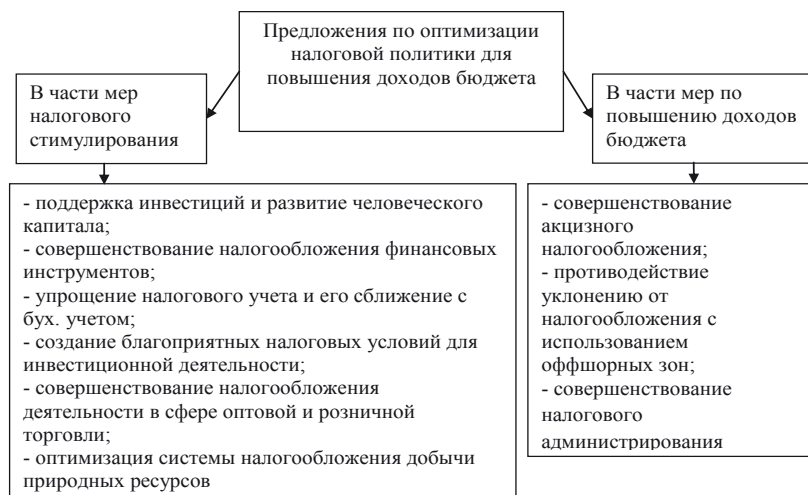 Предложения по оптимизации
налоговой политики для
повышения доходов бюджета
В части мер
налогового
стимулирования
В части мер по
повышению доходов
бюджета
- поддержка инвестиций и развитие человеческого
капитала;
- совершенствование налогообложения финансовых
инструментов;
- упрощение налогового учета и его сближение с
бух. учетом;
- создание благоприятных налоговых условий для
инвестиционной деятельности;
- совершенствование налогообложения
деятельности в сфере оптовой и розничной
торговли;
- оптимизация системы налогообложения добычи
природных ресурсов
- совершенствование
акцизного
налогообложения;
- противодействие
уклонению от
налогообложения с
использованием
оффшорных зон;
- совершенствование
налогового
администрирования